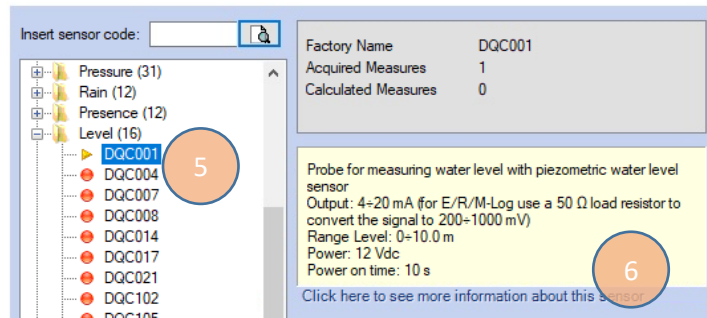 Insert sensor code:
Pressure (31)
Rain (12)
Presence (12)
Level (16)
DQC001
DQC004
DQC007
DQC008
DQC014
DQC017
DQC021
DQC102
5
Factory Name DQC001
Acquired Measures 1
Calculated Measures 0
Probe for measuring water level with piezometric water level
sensor
Output: 4÷20 mA (for E/R/M-Log use a 50 Ω load resistor to
convert the signal to 200÷1000 mV)
Range Level: 0÷10.0 m
Power: 12 Vdc
Power on time: 10 s
6
Click here to see more information about this sensor